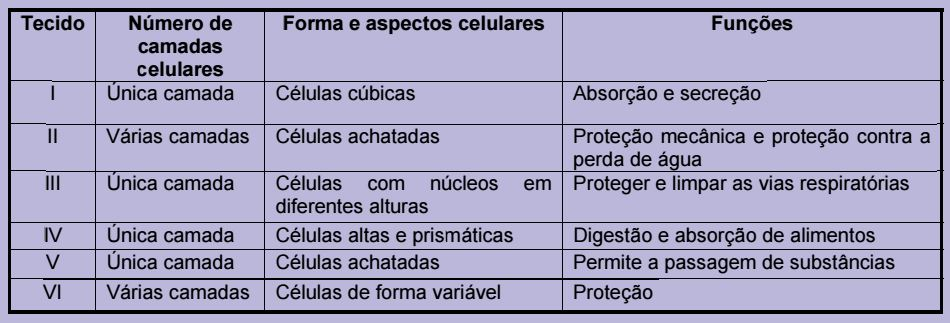 Tecido Número de camadas celulares Forma e aspectos celulares Funções
I Única camada Células cúbicas Absorção e secreção
II Várias camadas Células achatadas Proteção mecânica e proteção contra a perda de água
III Única camada Células com núcleos em diferentes alturas Proteger e limpar as vias respiratórias
IV Única camada Células altas e prismáticas Digestão e absorção de alimentos
V Única camada Células achatadas Permite a passagem de substâncias
VI Várias camadas Células de forma variável Proteção